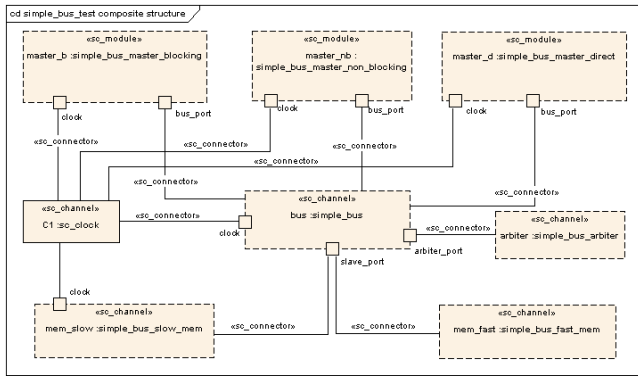 cd simple_bus_test composite structure
«sc_module»
master_b :simple_bus_master_blocking
«sc_module»
master_nb :
simple_bus_master_non_blocking
«sc_module»
master_d :simple_bus_master_direct
clock
bus_port
clock
bus_port
clock
bus_port
«sc_connector»
«sc_connector»
«sc_connector»
«sc_connector»
«sc_connector»
«sc_connector»
«sc_channel»
C1 :sc_clock
«sc_connector»
clock
«sc_channel»
bus :simple_bus
slave_port
arbiter_port
«sc_connector»
«sc_channel»
arbiter :simple_bus_arbiter
clock
«sc_channel»
mem_slow :simple_bus_slow_mem
«sc_connector»
«sc_connector»
«sc_channel»
mem_fast :simple_bus_fast_mem